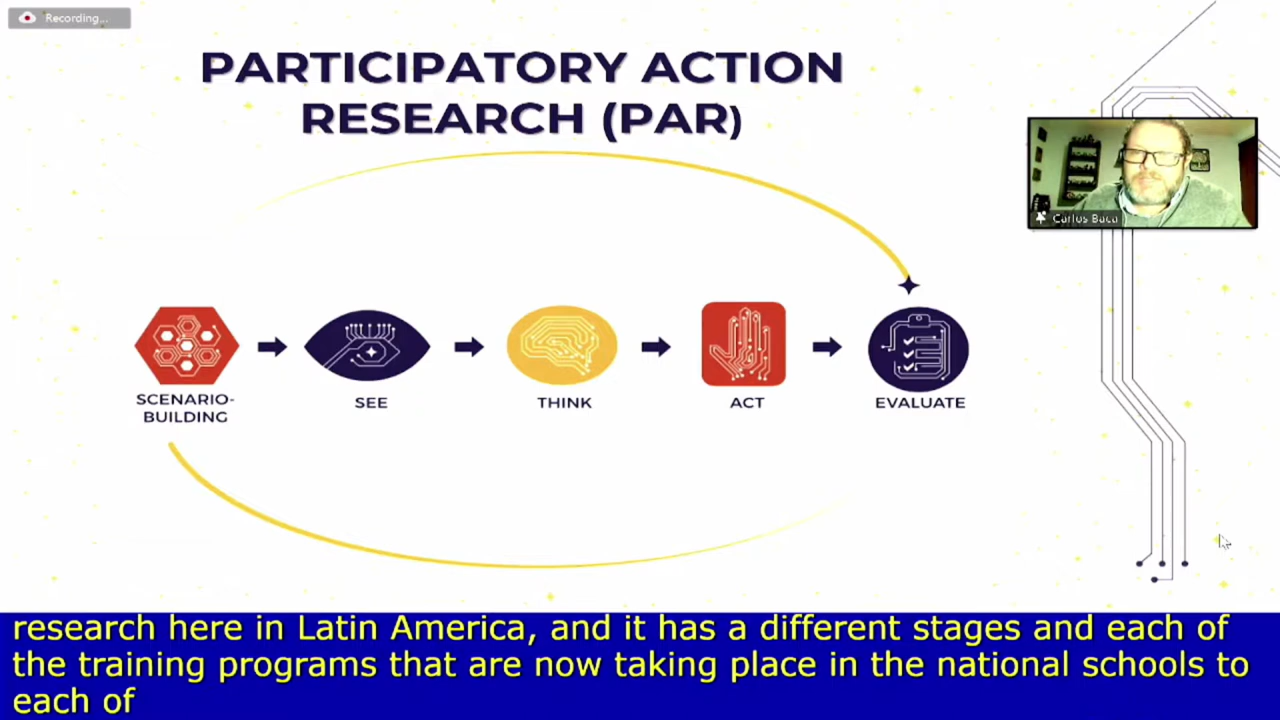 Recording...
PARTICIPATORY ACTION
RESEARCH (PAR)
Carlos Baca
SCENARIO-
BUILDING
SEE
THINK
ACT
EVALUATE
research here in Latin America, and it has a different stages and each of
the training programs that are now taking place in the national schools to
each of